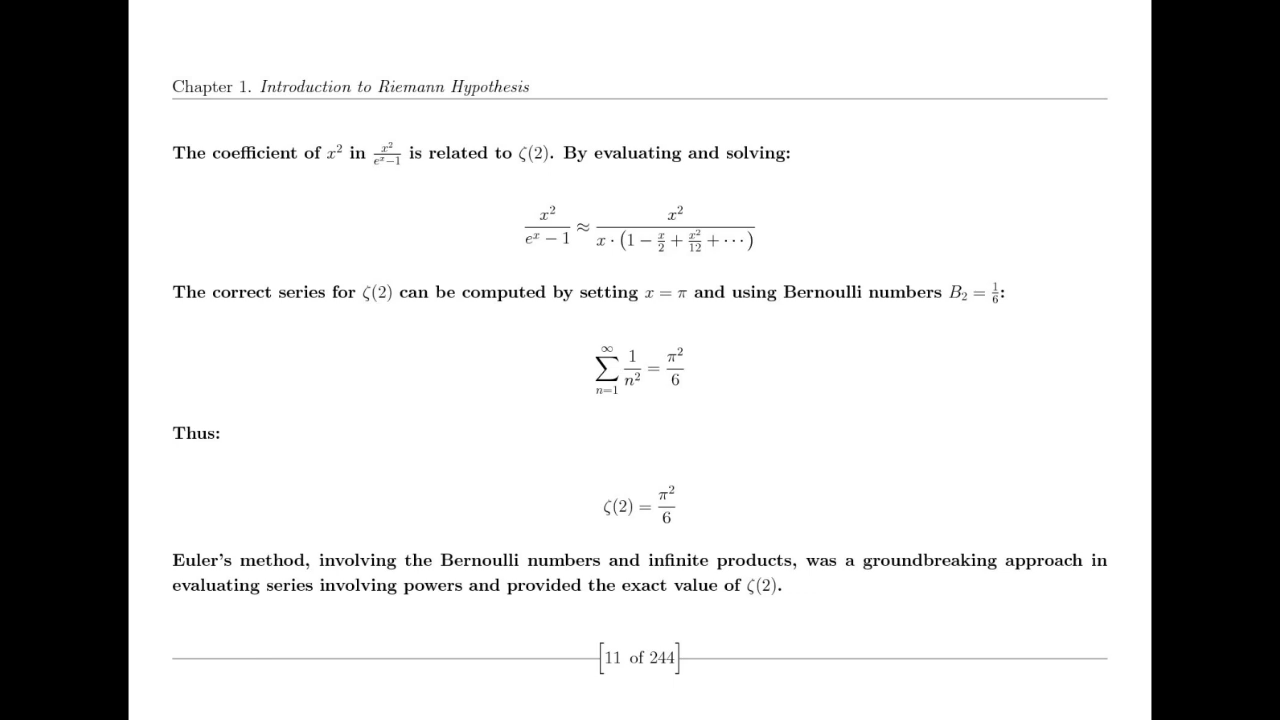 Chapter 1. Introduction to Riemann Hypothesis
The coefficient of x² in x²/(eˣ−1) is related to ζ(2). By evaluating and solving:
x²/(eˣ − 1) ≈ x²/(x · (1 − x/2 + x²/12 + ···))
The correct series for ζ(2) can be computed by setting x = π and using Bernoulli numbers B₂ = 1/6:
∑_{n=1}^{∞} 1/n² = π²/6
Thus:
ζ(2) = π²/6
Euler's method, involving the Bernoulli numbers and infinite products, was a groundbreaking approach in
evaluating series involving powers and provided the exact value of ζ(2).
[11 of 244]